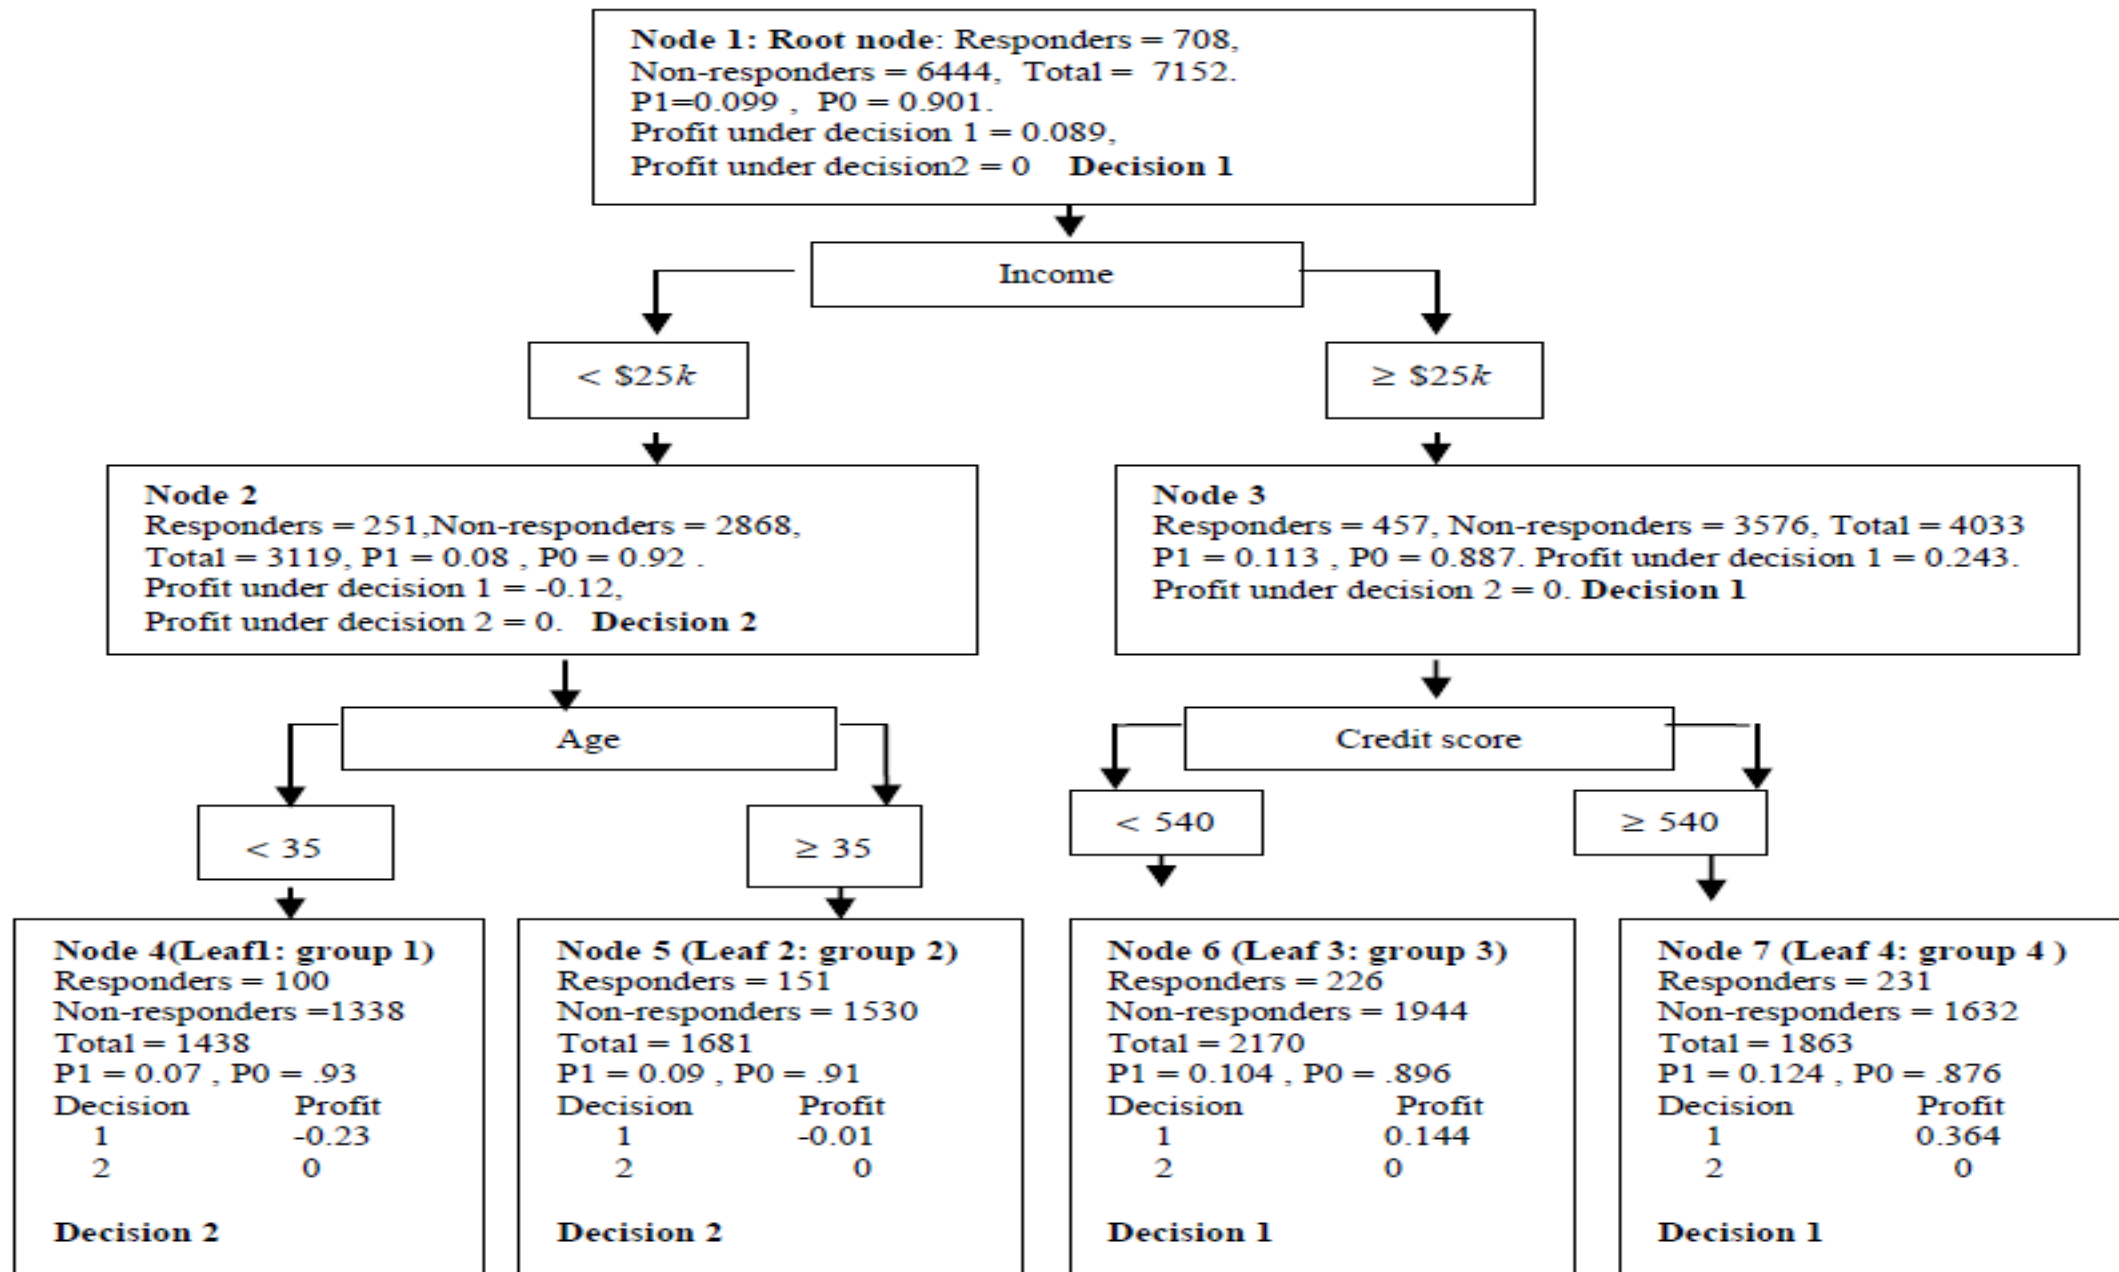 Node 1: Root node: Responders = 708,
Non-responders = 6444, Total = 7152.
P1=0.099 , P0 = 0.901.
Profit under decision 1 = 0.089,
Profit under decision2 = 0 Decision 1
Income
< $25k
≥ $25k
Node 2
Responders = 251,Non-responders = 2868,
Total = 3119, P1 = 0.08 , P0 = 0.92 .
Profit under decision 1 = -0.12,
Profit under decision 2 = 0. Decision 2
Node 3
Responders = 457, Non-responders = 3576, Total = 4033
P1 = 0.113 , P0 = 0.887. Profit under decision 1 = 0.243.
Profit under decision 2 = 0. Decision 1
Age
Credit score
< 35
≥ 35
< 540
≥ 540
Node 4(Leaf1: group 1)
Responders = 100
Non-responders =1338
Total = 1438
P1 = 0.07 , P0 = .93
Decision Profit
1 -0.23
2 0
Decision 2
Node 5 (Leaf 2: group 2)
Responders = 151
Non-responders = 1530
Total = 1681
P1 = 0.09 , P0 = .91
Decision Profit
1 -0.01
2 0
Decision 2
Node 6 (Leaf 3: group 3)
Responders = 226
Non-responders = 1944
Total = 2170
P1 = 0.104 , P0 = .896
Decision Profit
1 0.144
2 0
Decision 1
Node 7 (Leaf 4: group 4 )
Responders = 231
Non-responders = 1632
Total = 1863
P1 = 0.124 , P0 = .876
Decision Profit
1 0.364
2 0
Decision 1